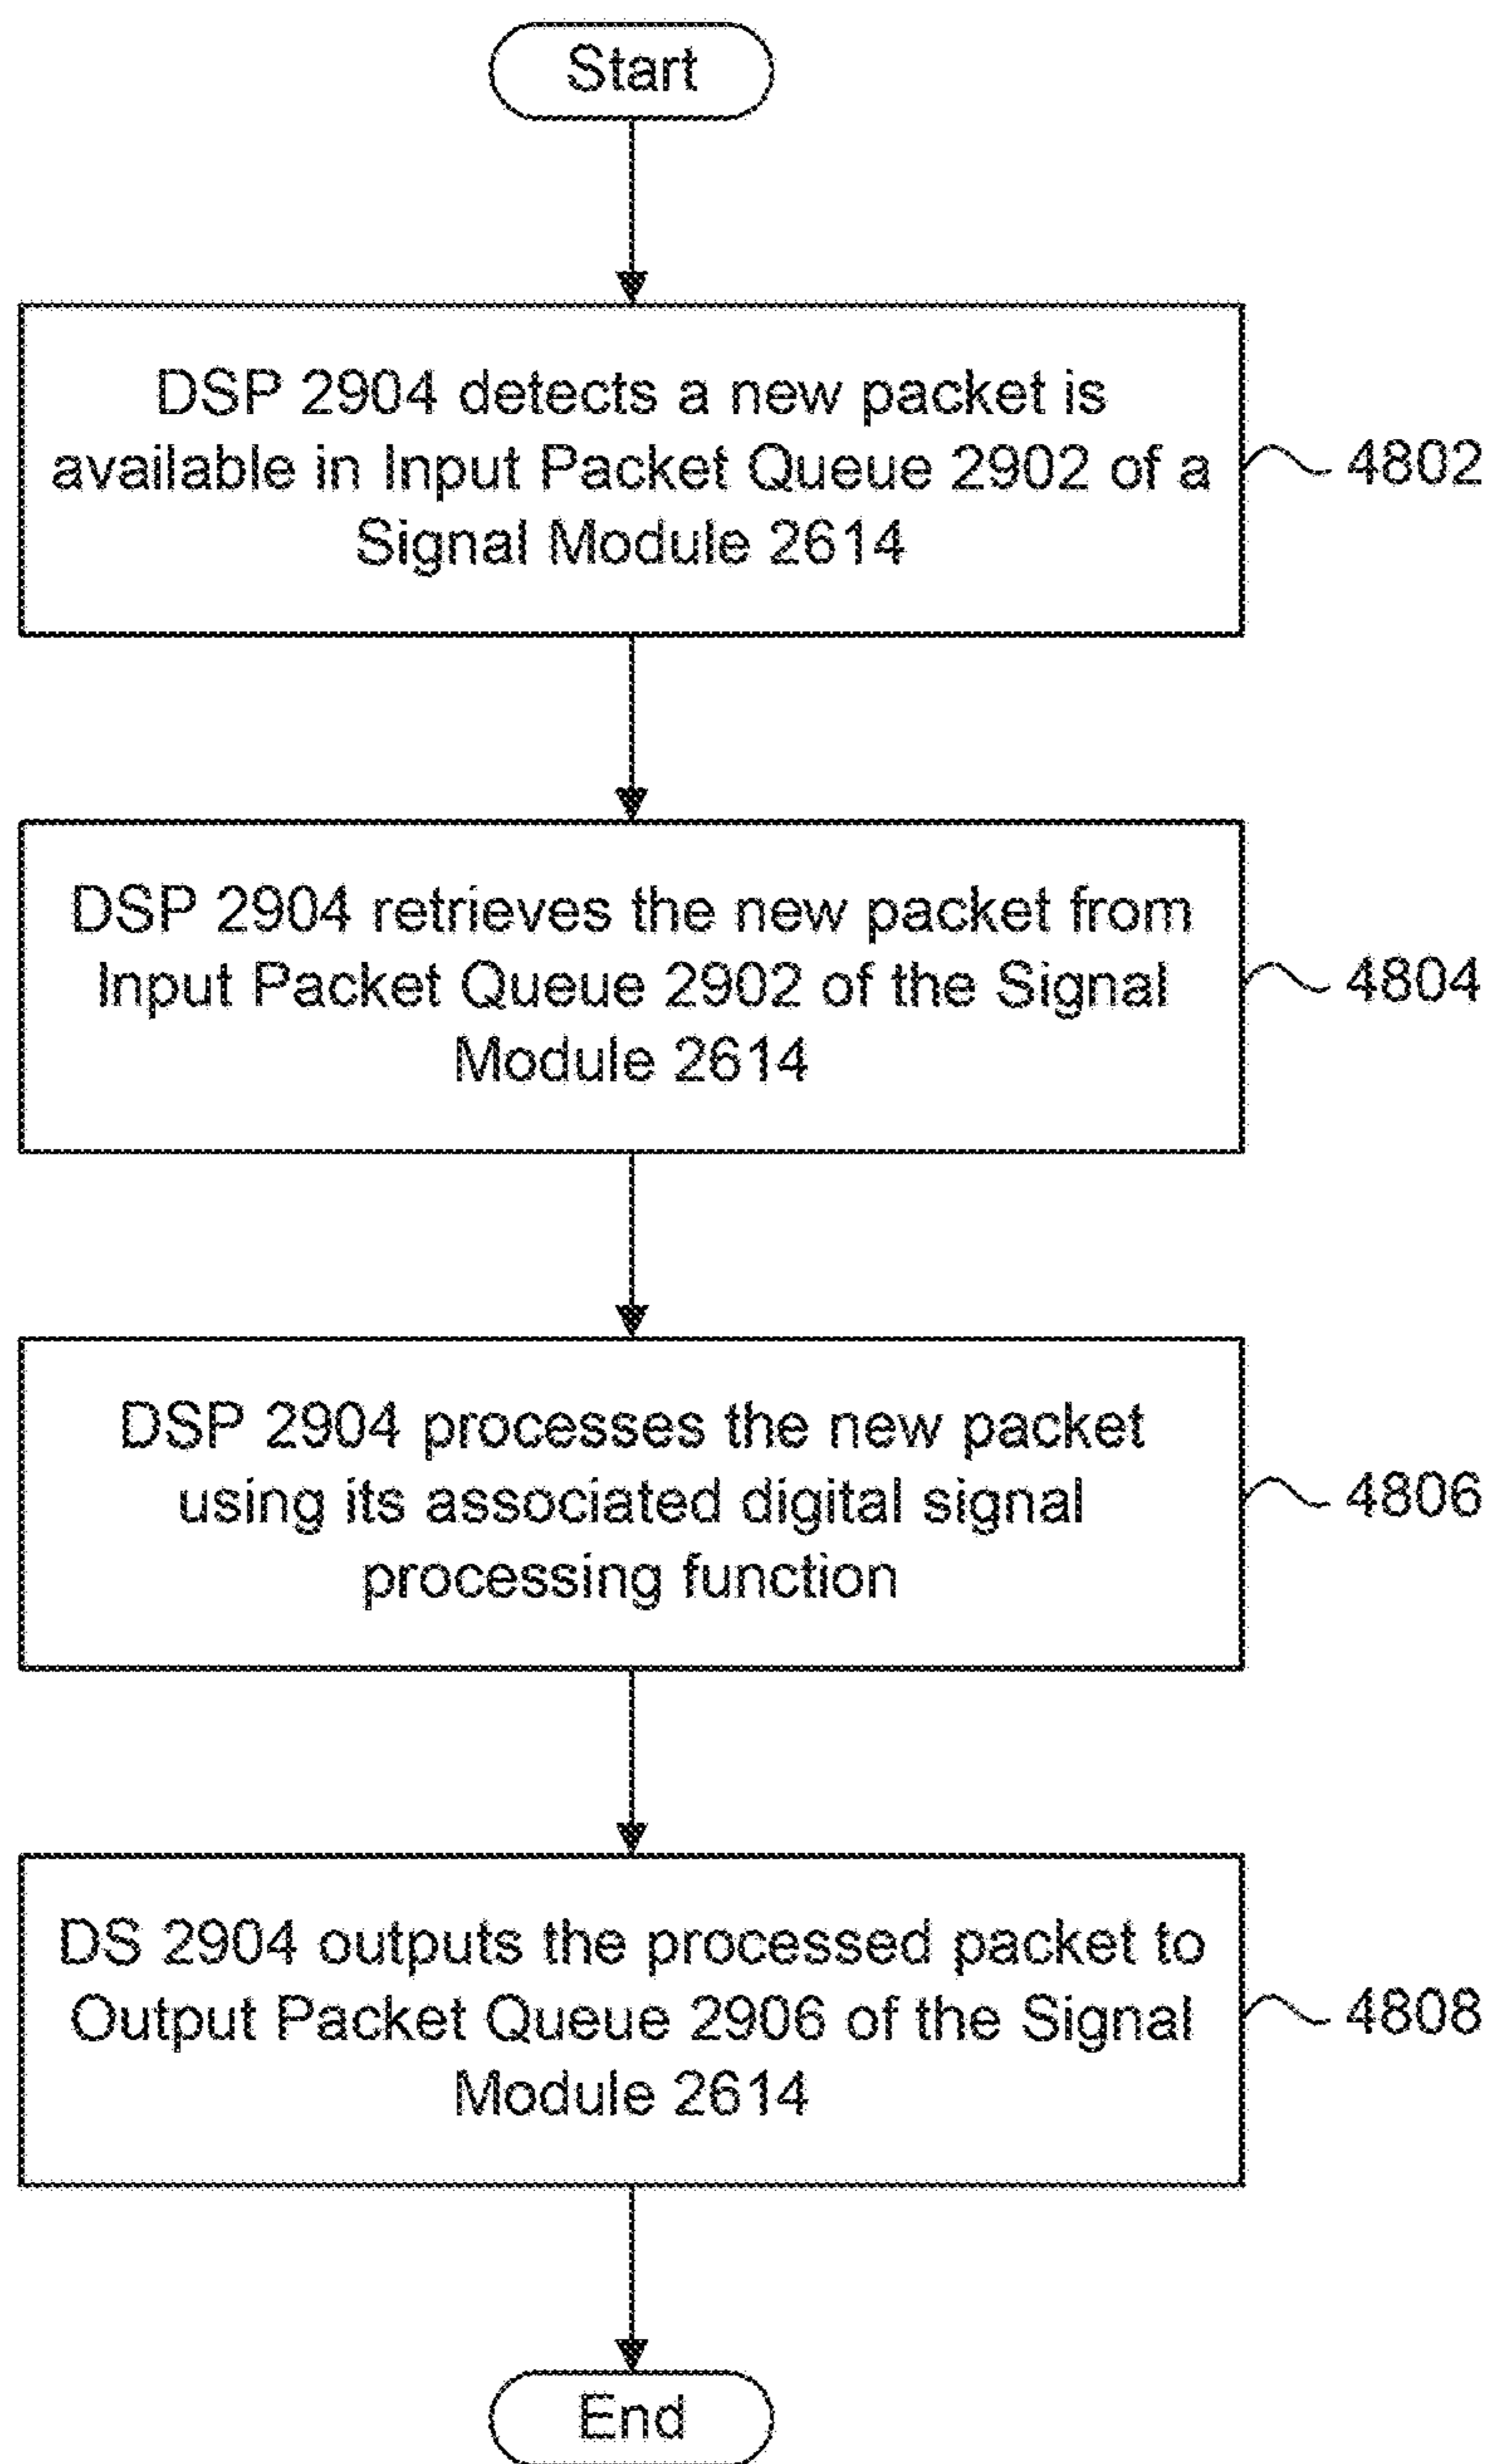 Start
DSP 2904 detects a new packet is
available in Input Packet Queue 2902 of a
Signal Module 2614
4802
DSP 2904 retrieves the new packet from
Input Packet Queue 2902 of the Signal
Module 2614
4804
DSP 2904 processes the new packet
using its associated digital signal
processing function
4806
DS 2904 outputs the processed packet to
Output Packet Queue 2906 of the Signal
Module 2614
4808
End